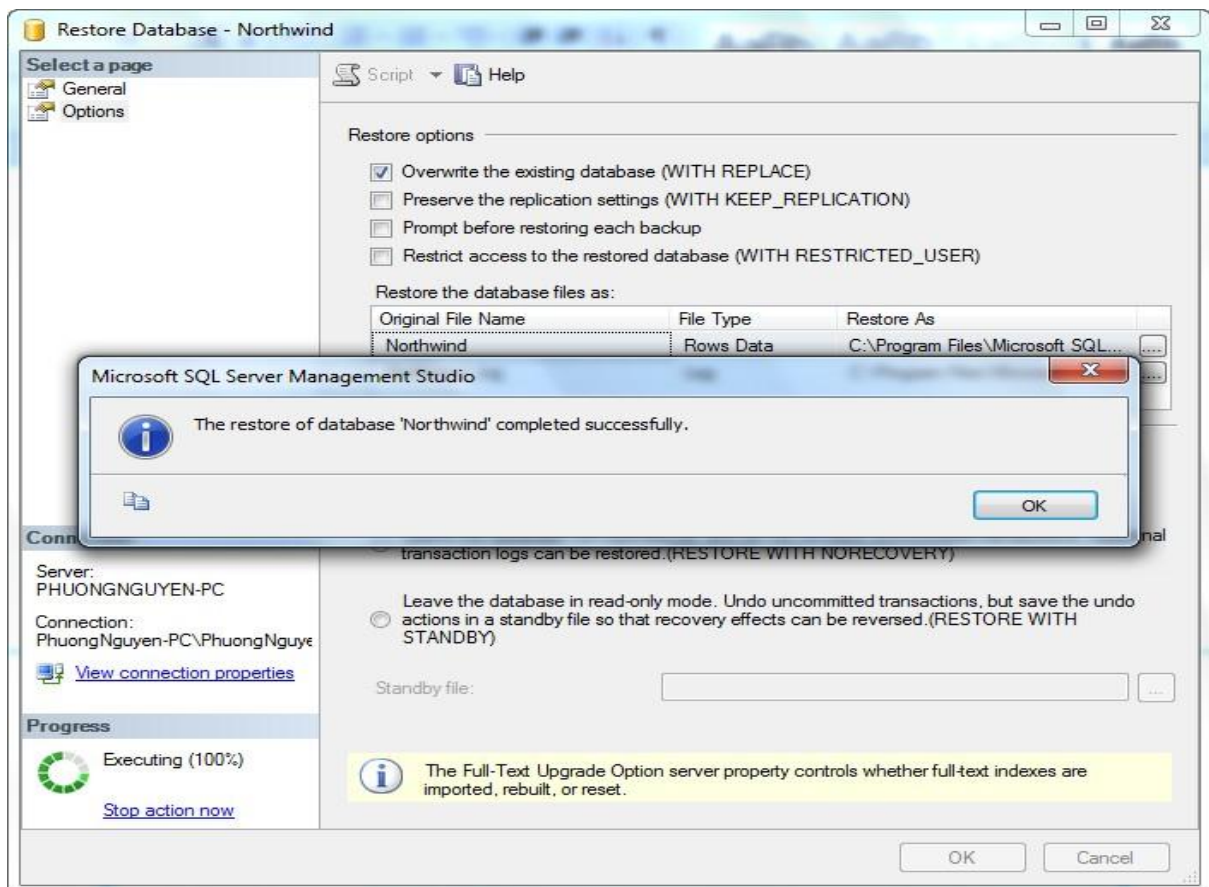 Restore Database - Northwind
Select a page
General
Options
Script
Help
Restore options
Overwrite the existing database (WITH REPLACE)
Preserve the replication settings (WITH KEEP_REPLICATION)
Prompt before restoring each backup
Restrict access to the restored database (WITH RESTRICTED_USER)
Restore the database files as:
Original File Name File Type Restore As
Northwind Rows Data C:\Program Files\Microsoft SQL... ...
Microsoft SQL Server Management Studio
The restore of database 'Northwind' completed successfully.
OK
transaction logs can be restored.(RESTORE WITH NORECOVERY)
Leave the database in read-only mode. Undo uncommitted transactions, but save the undo
actions in a standby file so that recovery effects can be reversed.(RESTORE WITH
STANDBY)
Standby file:
...
Server:
PHUONGNGUYEN-PC
Connection:
PhuongNguyen-PC\PhuongNguye
View connection properties
Progress
Executing (100%)
Stop action now
The Full-Text Upgrade Option server property controls whether full-text indexes are
imported, rebuilt, or reset.
OK
Cancel